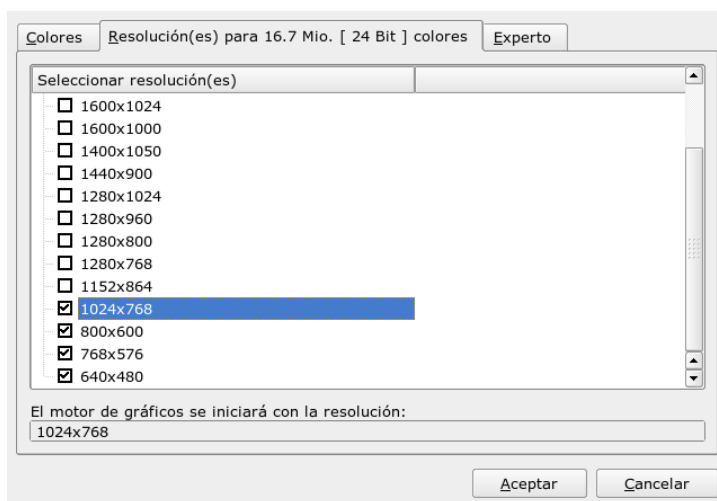 Colores Resolución(es) para 16.7 Mio. [ 24 Bit ] colores Experto
Seleccionar resolución(es)
1600x1024
1600x1000
1400x1050
1440x900
1280x1024
1280x960
1280x800
1280x768
1152x864
1024x768
800x600
768x576
640x480
El motor de gráficos se iniciará con la resolución:
1024x768
Aceptar Cancelar